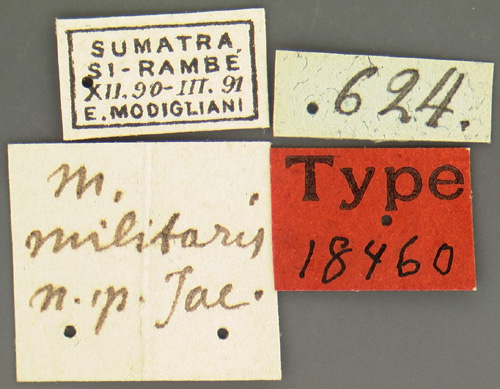 SUMATRA
SI-RAMBE
XII.90-III.91
E. MODIGLIANI
.624.
Type
18460
M.
militaris
n.sp. Jac.